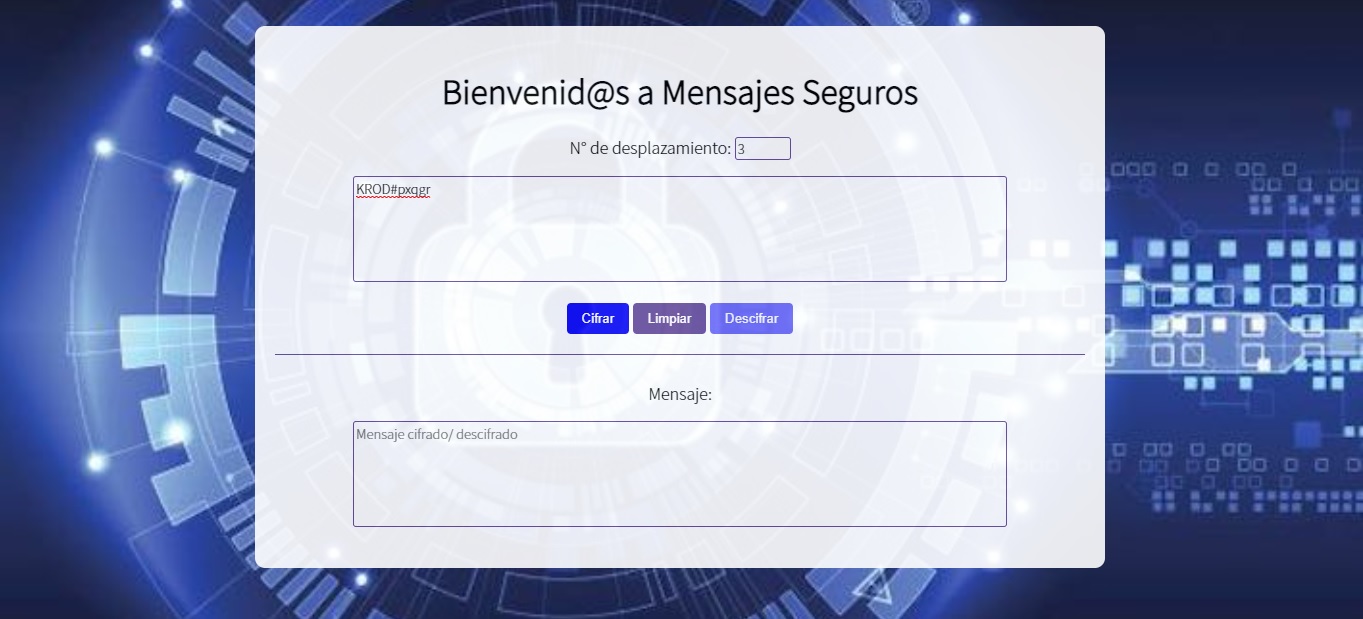 Bienvenid@s a Mensajes Seguros
N° de desplazamiento: 3
KROD#pxqgr
Cifrar Limpiar Descifrar
Mensaje:
Mensaje cifrado/ descifrado